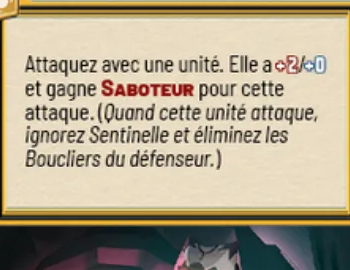 Attaquez avec une unité. Elle a +2/+0
et gagne SABOTEUR pour cette
attaque. (Quand cette unité attaque,
ignorez Sentinelle et éliminez les
Boucliers du défenseur.)